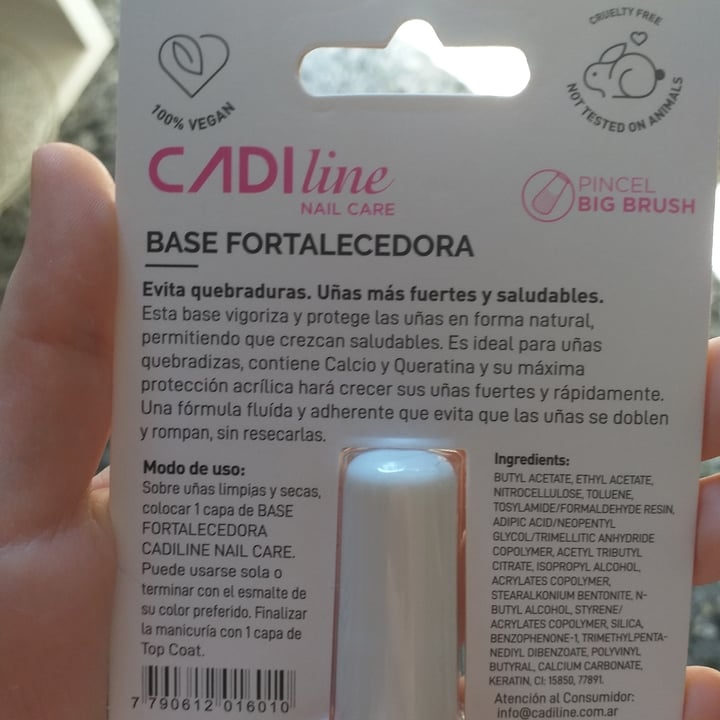 100% VEGAN
CRUELTY FREE
NOT TESTED ON ANIMALS
CADIline
NAIL CARE
PINCEL
BIG BRUSH
BASE FORTALECEDORA
Evita quebraduras. Uñas más fuertes y saludables.
Esta base vigoriza y protege las uñas en forma natural,
permitiendo que crezcan saludables. Es ideal para uñas
quebradizas, contiene Calcio y Queratina y su máxima
protección acrílica hará crecer sus uñas fuertes y rápidamente.
Una fórmula fluída y adherente que evita que las uñas se doblen
y rompan, sin resecarlas.
Modo de uso:
Sobre uñas limpias y secas,
colocar 1 capa de BASE
FORTALECEDORA
CADILINE NAIL CARE.
Puede usarse sola o
terminar con el esmalte de
su color preferido. Finalizar
la manicuría con 1 capa de
Top Coat.
7 790612 016010
Ingredients:
BUTYL ACETATE, ETHYL ACETATE,
NITROCELLULOSE, TOLUENE,
TOSYLAMIDE/FORMALDEHYDE RESIN,
ADIPIC ACID/NEOPENTYL
GLYCOL/TRIMELLITIC ANHYDRIDE
COPOLYMER, ACETYL TRIBUTYL
CITRATE, ISOPROPYL ALCOHOL,
ACRYLATES COPOLYMER,
STEARALKONIUM BENTONITE, N-
BUTYL ALCOHOL, STYRENE/
ACRYLATES COPOLYMER, SILICA,
BENZOPHENONE-1, TRIMETHYLPENTA-
NEDIYL DIBENZOATE, POLYVINYL
BUTYRAL, CALCIUM CARBONATE,
KERATIN, CI: 15850, 77891.
Atención al Consumidor:
info@cadiline.com.ar